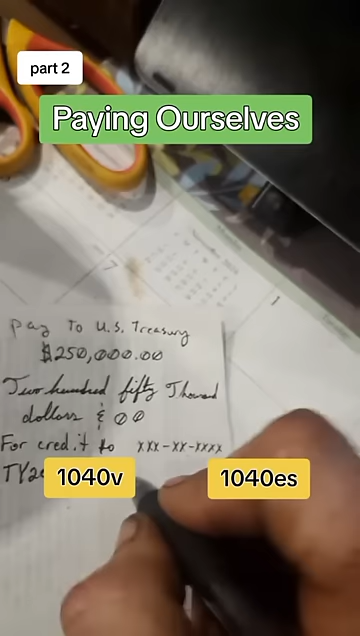 part 2
Paying Ourselves
Pay To U.S. Treasury
$250,000.00
Two hundred fifty Thousand
dollars & 00
For credit to xxx-xx-xxxx
TY2
1040v
1040es